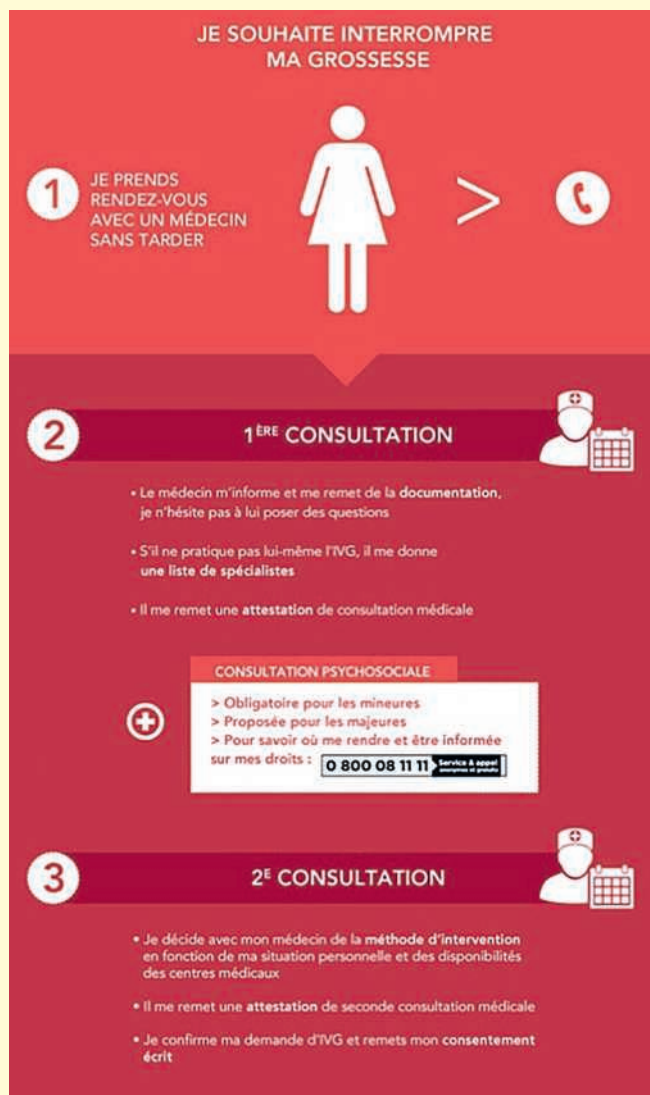 JE SOUHAITE INTERROMPRE
MA GROSSESSE
1
JE PRENDS
RENDEZ-VOUS
AVEC UN MÉDECIN
SANS TARDER
>
2
1ÈRE CONSULTATION
• Le médecin m'informe et me remet de la documentation,
je n'hésite pas à lui poser des questions
• S'il ne pratique pas lui-même l'IVG, il me donne
une liste de spécialistes
• Il me remet une attestation de consultation médicale
CONSULTATION PSYCHOSOCIALE
> Obligatoire pour les mineures
> Proposée pour les majeures
> Pour savoir où me rendre et être informée
sur mes droits : 0 800 08 11 11 Service & appel
anonymes et gratuits
3
2E CONSULTATION
• Je décide avec mon médecin de la méthode d'intervention
en fonction de ma situation personnelle et des disponibilités
des centres médicaux
• Il me remet une attestation de seconde consultation médicale
• Je confirme ma demande d'IVG et remets mon consentement
écrit